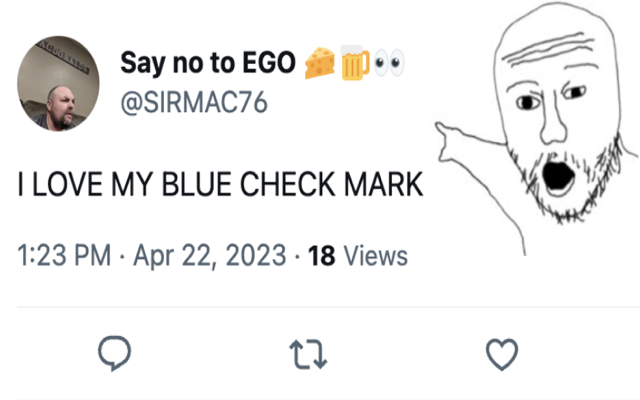 Say no to EGO 🧀🍺👀
@SIRMAC76
I LOVE MY BLUE CHECK MARK
1:23 PM · Apr 22, 2023 · 18 Views